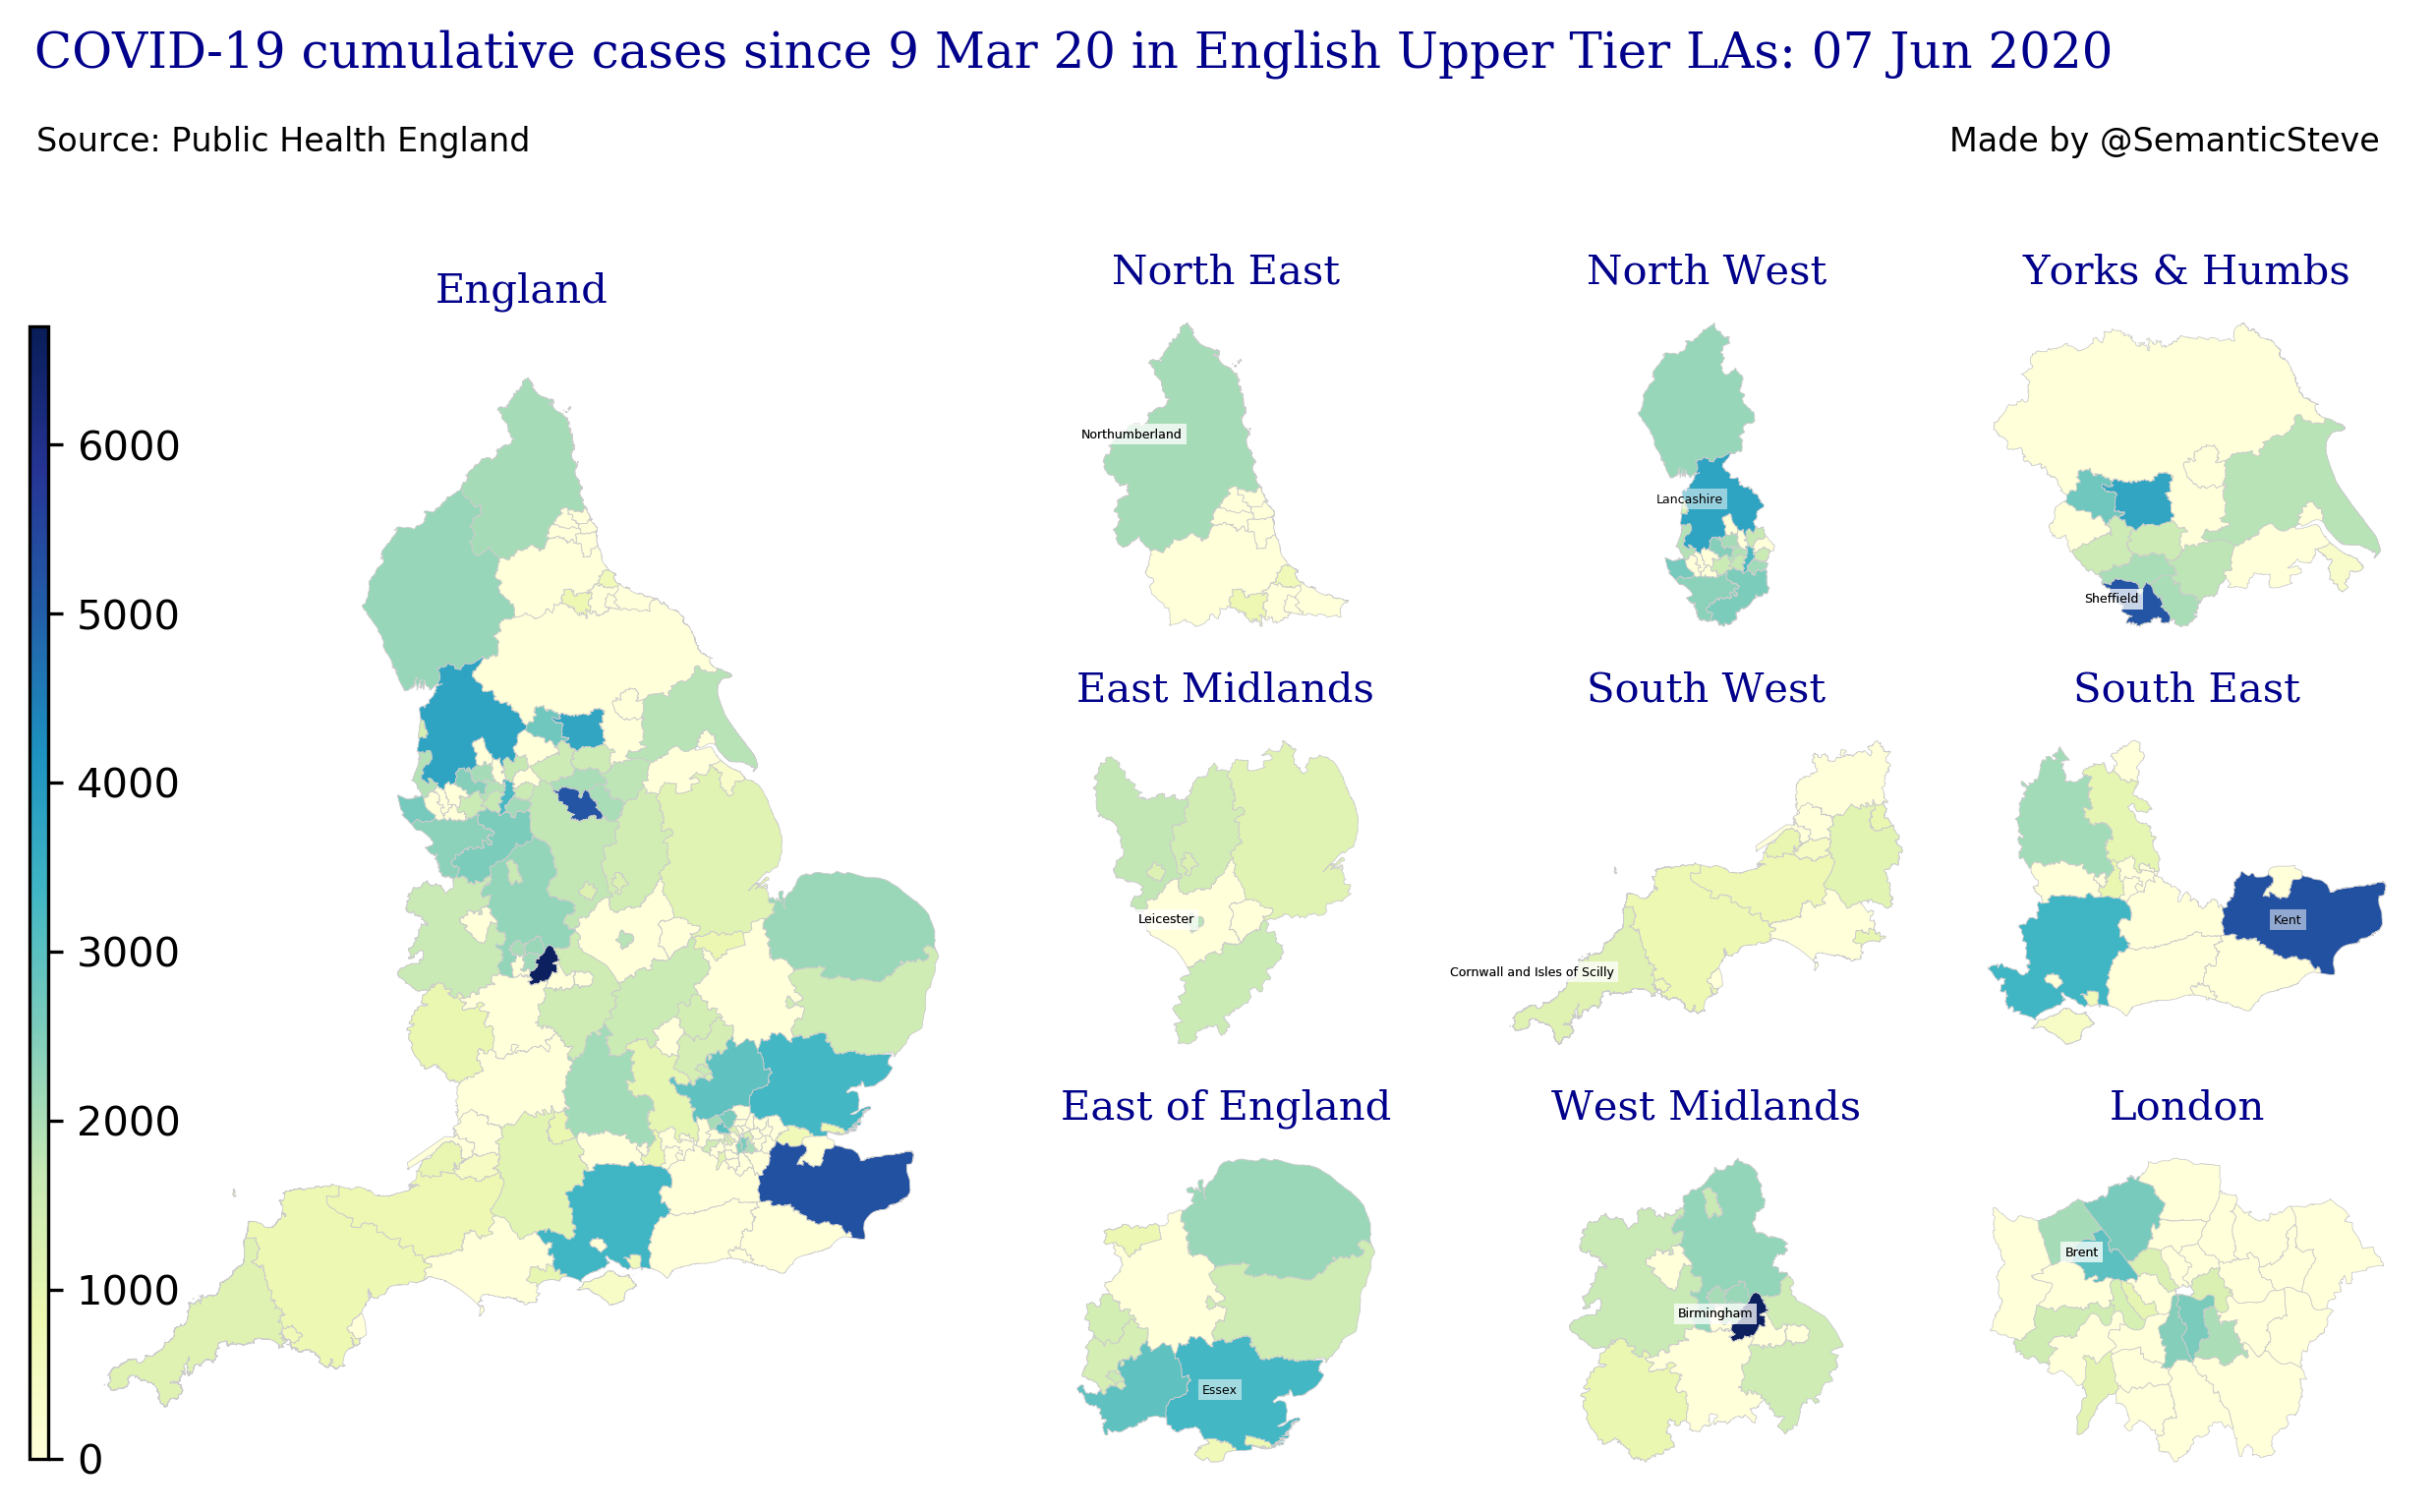 COVID-19 cumulative cases since 9 Mar 20 in English Upper Tier LAs: 07 Jun 2020
Source: Public Health England
Made by @SemanticSteve
England
6000
5000
4000
3000
2000
1000
0
North East
Northumberland
North West
Lancashire
Yorks & Humbs
Sheffield
East Midlands
Leicester
South West
Cornwall and Isles of Scilly
South East
Kent
East of England
Essex
West Midlands
Birmingham
London
Brent